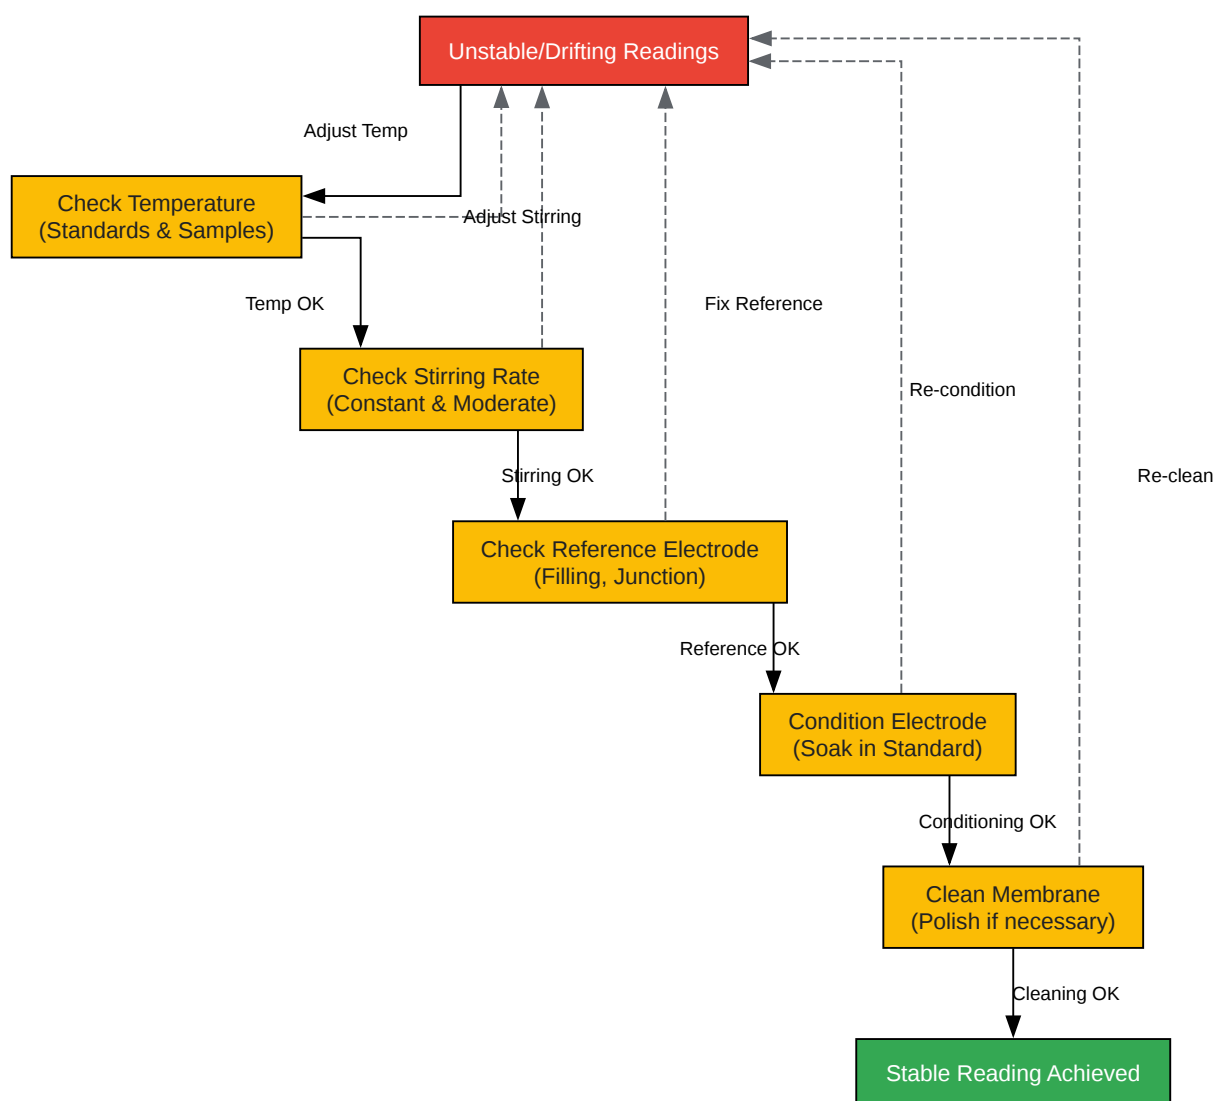 Unstable/Drifting Readings
Adjust Temp
Check Temperature
(Standards & Samples)
Adjust Stirring
Temp OK
Fix Reference
Check Stirring Rate
(Constant & Moderate)
Re-condition
Stirring OK
Re-clean
Check Reference Electrode
(Filling, Junction)
Reference OK
Condition Electrode
(Soak in Standard)
Conditioning OK
Clean Membrane
(Polish if necessary)
Cleaning OK
Stable Reading Achieved